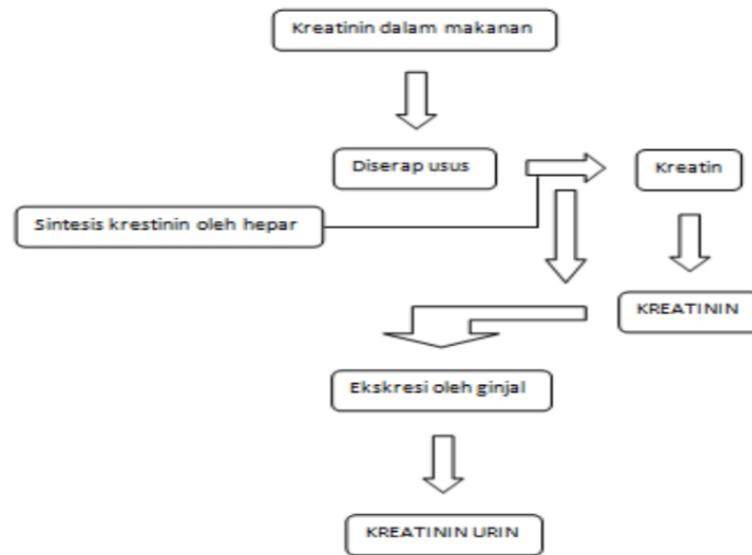 Kreatinin dalam makanan
Diserap usus
Kreatin
Sintesis krestinin oleh hepar
KREATININ
Ekskresi oleh ginjal
KREATININ URIN